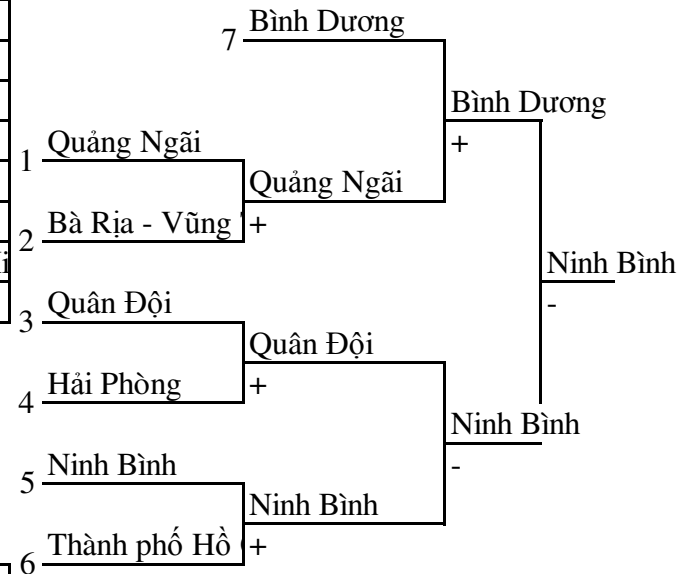 7 Bình Dương
Bình Dương
+
1 Quảng Ngãi
Quảng Ngãi
+
2 Bà Rịa - Vũng
Ninh Bình
-
3 Quân Đội
Quân Đội
+
4 Hải Phòng
Ninh Bình
-
5 Ninh Bình
Ninh Bình
+
6 Thành phố Hồ